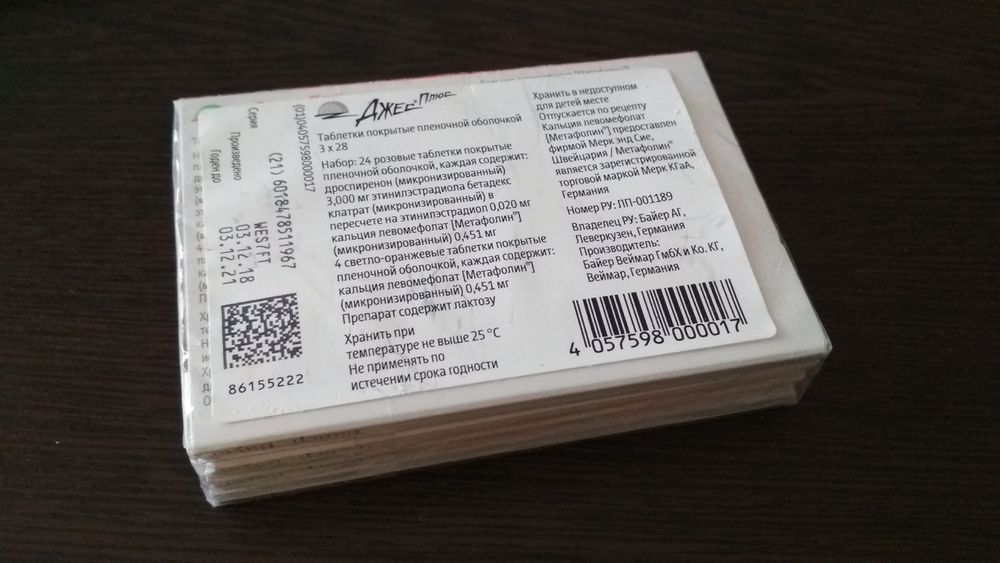 Джес® Плюс
Таблетки покрытые пленочной оболочкой
3 x 28
Набор: 24 розовые таблетки покрытые
пленочной оболочкой, каждая содержит:
дроспиренон (микронизированный)
3,000 мг этинилэстрадиола бетадекс
клатрат (микронизированный) в
пересчете на этинилэстрадиол 0,020 мг
кальция левомефолат [Метафолин®]
(микронизированный) 0,451 мг
4 светло-оранжевые таблетки покрытые
пленочной оболочкой, каждая содержит:
кальция левомефолат [Метафолин®]
(микронизированный) 0,451 мг
Препарат содержит лактозу
Хранить при
температуре не выше 25 °C
Не применять по
истечении срока годности
Хранить в недоступном
для детей месте
Отпускается по рецепту
Кальция левомефолат
[Метафолин®] предоставлен
фирмой Мерк энд Сие,
Швейцария / Метафолин®
является зарегистрированной
торговой маркой Мерк КГаА,
Германия
Номер РУ: ЛП-001189
Владелец РУ: Байер АГ,
Леверкузен, Германия
Производитель:
Байер Веймар ГмбХ и Ко. КГ,
Веймар, Германия
4 057598 000017
(01)04057598000017
(21) 60184785511967
Серия WES7FT
Произведено 03.12.18
Годен до 03.12.21
86155222